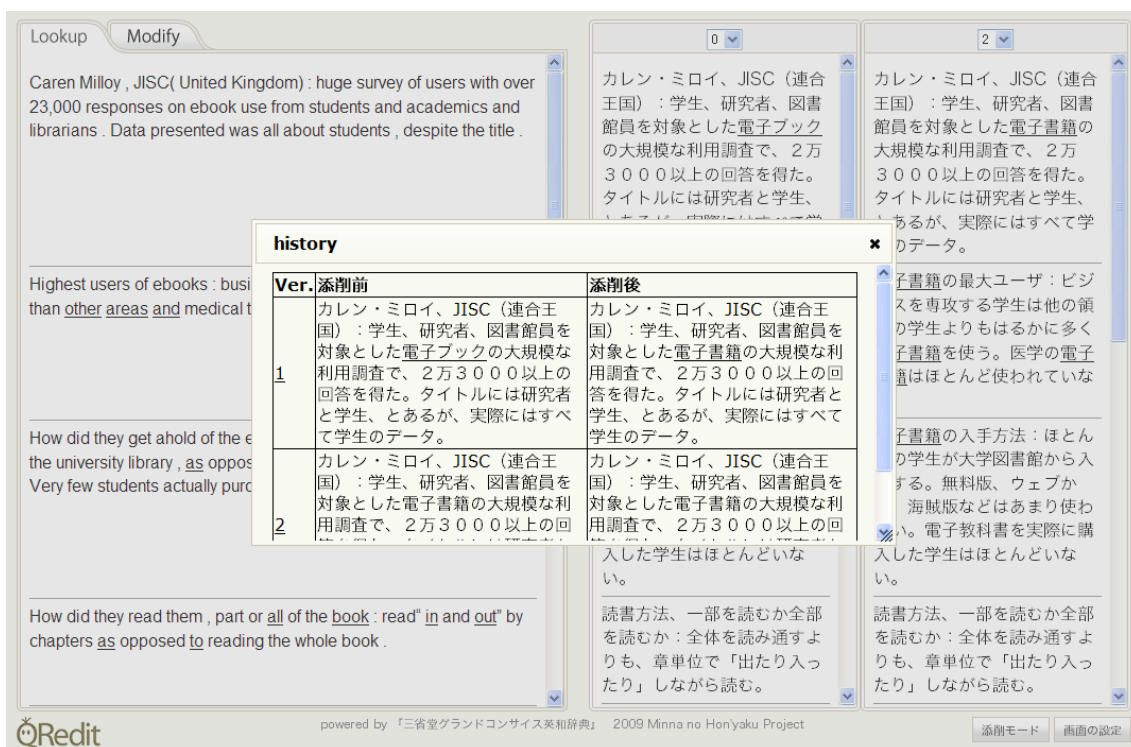 Lookup
Modify
Caren Milloy , JISC( United Kingdom) : huge survey of users with over
23,000 responses on ebook use from students and academics and
librarians . Data presented was all about students , despite the title .
Highest users of ebooks : busi
than other areas and medical t
How did they get ahold of the e
the university library , as oppos
Very few students actually purc
How did they read them , part or all of the book : read“ in and out” by
chapters as opposed to reading the whole book .
0
カレン・ミロイ、JISC（連合
王国）：学生、研究者、図書
館員を対象とした電子ブック
の大規模な利用調査で、２万
３０００以上の回答を得た。
タイトルには研究者と学生、
入した学生はほとんどいな
い。
読書方法、一部を読むか全部
を読むか：全体を読み通すよ
りも、章単位で「出たり入っ
たり」しながら読む。
2
カレン・ミロイ、JISC（連合
王国）：学生、研究者、図書
館員を対象とした電子書籍の
大規模な利用調査で、２万
３０００以上の回答を得た。
タイトルには研究者と学生、
とあるが、実際にはすべて学
のデータ。
子書籍の最大ユーザ：ビジ
スを専攻する学生は他の領
の学生よりもはるかに多く
子書籍を使う。医学の電子
籍はほとんど使われていな
子書籍の入手方法：ほとん
の学生が大学図書館から入
する。無料版、ウェブか
海賊版などはあまり使わ
い。電子教科書を実際に購
入した学生はほとんどいな
い。
読書方法、一部を読むか全部
を読むか：全体を読み通すよ
りも、章単位で「出たり入っ
たり」しながら読む。
history
Ver. 添削前 添削後
1
カレン・ミロイ、JISC（連合王
国）：学生、研究者、図書館員を
対象とした電子ブックの大規模な
利用調査で、２万３０００以上の
回答を得た。タイトルには研究者
と学生、とあるが、実際にはすべ
て学生のデータ。
カレン・ミロイ、JISC（連合王
国）：学生、研究者、図書館員を
対象とした電子書籍の大規模な利
用調査で、２万３０００以上の回
答を得た。タイトルには研究者と
学生、とあるが、実際にはすべて
学生のデータ。
2
カレン・ミロイ、JISC（連合王
国）：学生、研究者、図書館員を
対象とした電子書籍の大規模な利
用調査で、２万３０００以上の回
カレン・ミロイ、JISC（連合王
国）：学生、研究者、図書館員を
対象とした電子書籍の大規模な利
用調査で、２万３０００以上の回
QRedit
powered by 『三省堂グランドコンサイス英和辞典』 2009 Minna no Hon'yaku Project
添削モード
画面の設定